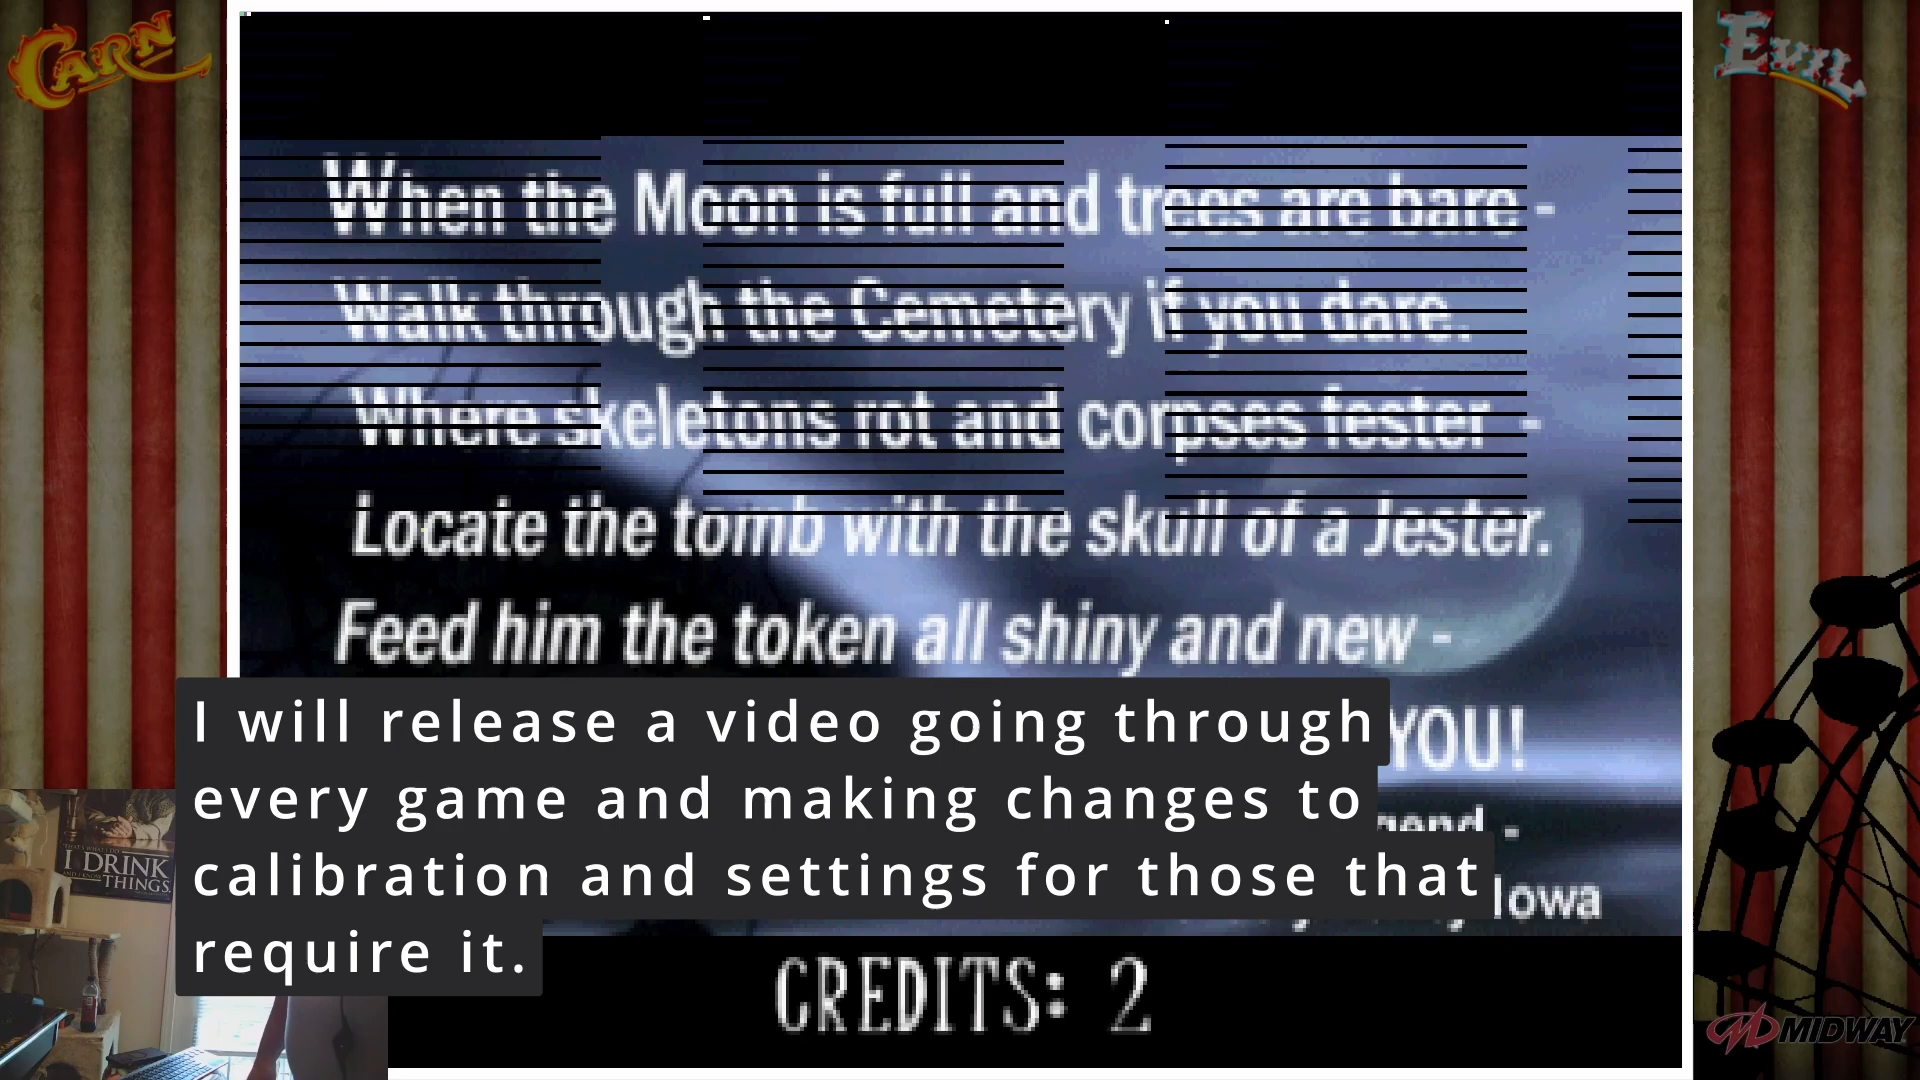 CARN
EVIL
When the Moon is full and trees are bare -
Walk through the Cemetery if you dare.
Where skeletons rot and corpses fester -
Locate the tomb with the skull of a Jester.
Feed him the token all shiny and new -
YOU!
I will release a video going through
every game and making changes to
calibration and settings for those that
require it.
Iowa
I DRINK
THINGS.
CREDITS: 2
MIDWAY